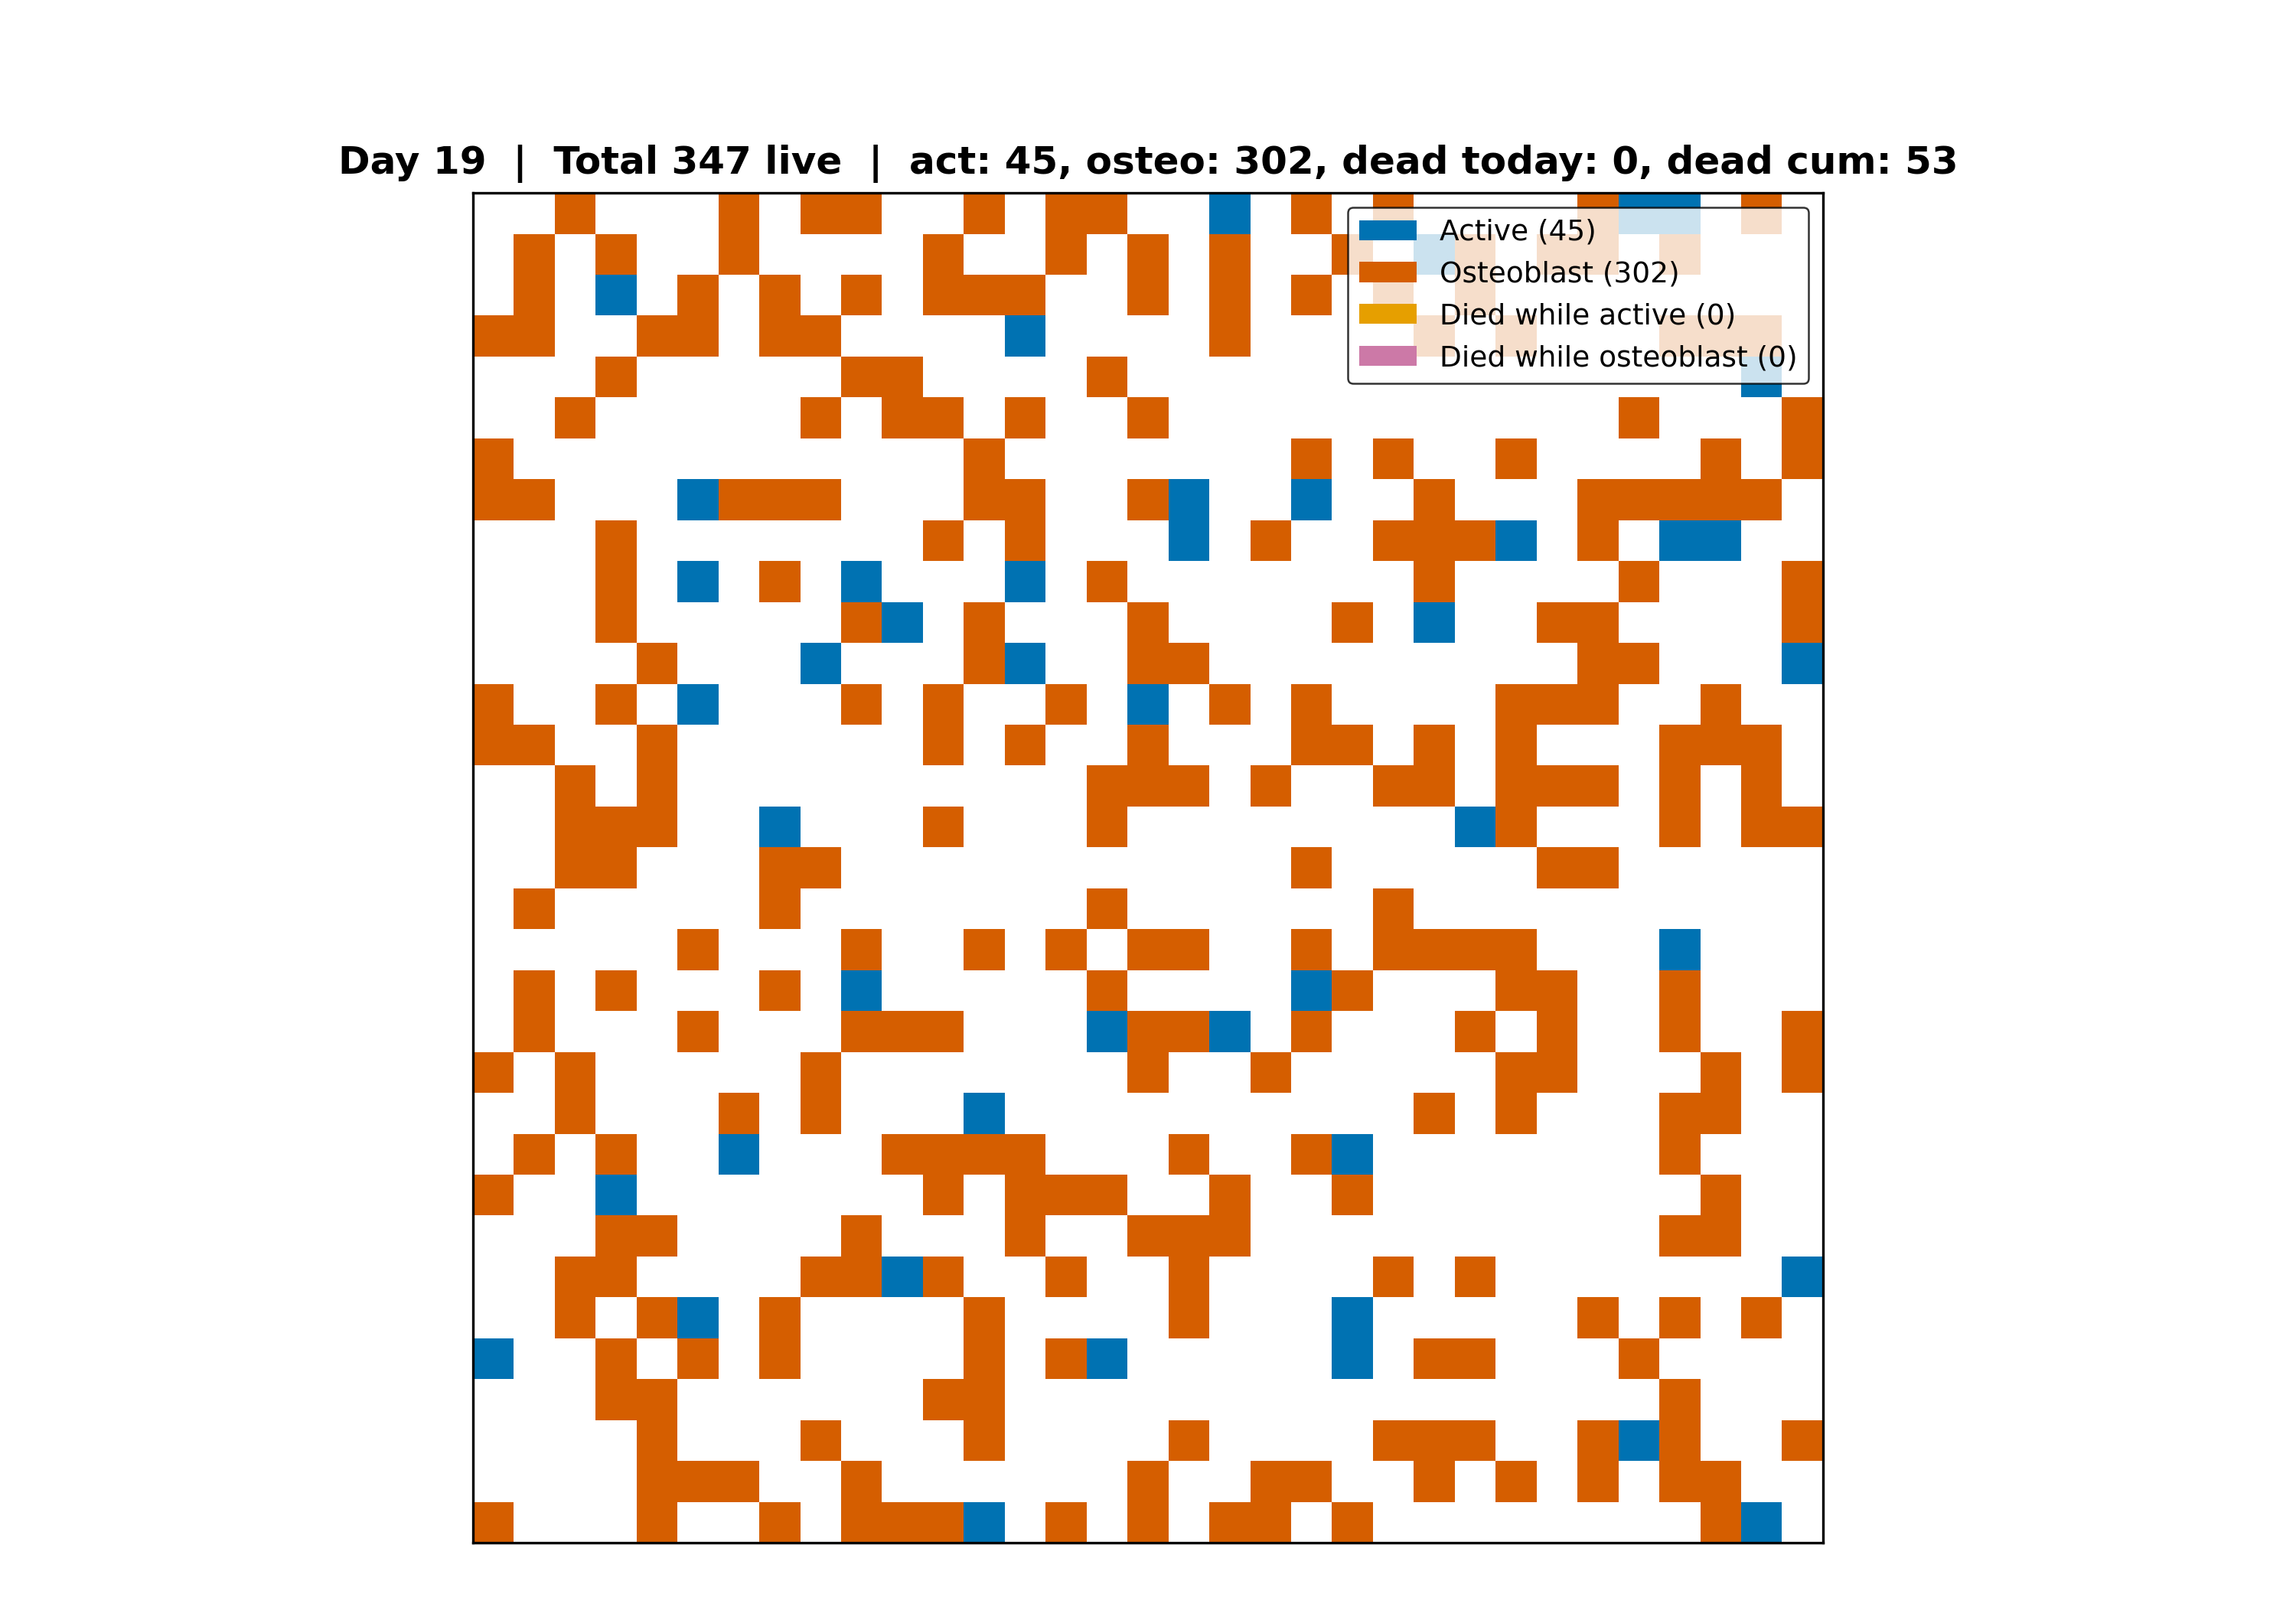 Day 19 | Total 347 live | act: 45, osteo: 302, dead today: 0, dead cum: 53
Active (45)
Osteoblast (302)
Died while active (0)
Died while osteoblast (0)